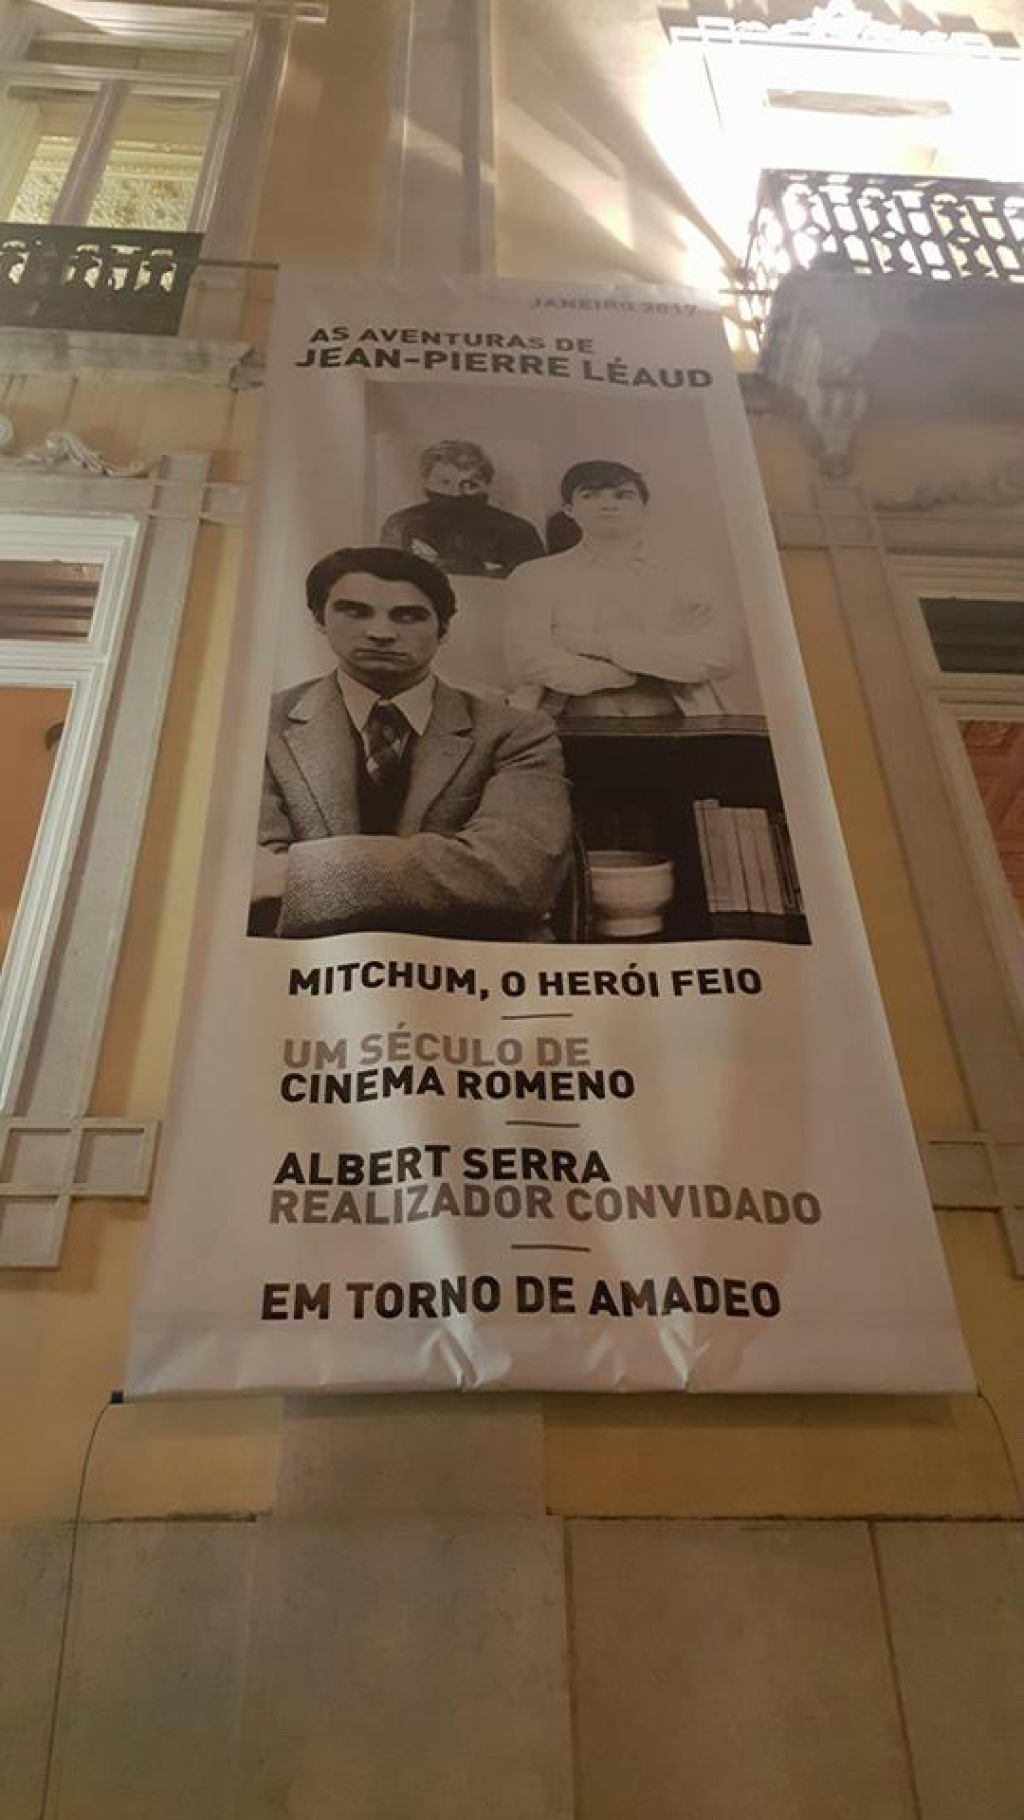 JANEIRO 2017
AS AVENTURAS DE
JEAN-PIERRE LÉAUD
MITCHUM, O HERÓI FEIO
UM SÉCULO DE
CINEMA ROMENO
ALBERT SERRA
REALIZADOR CONVIDADO
EM TORNO DE AMADEO